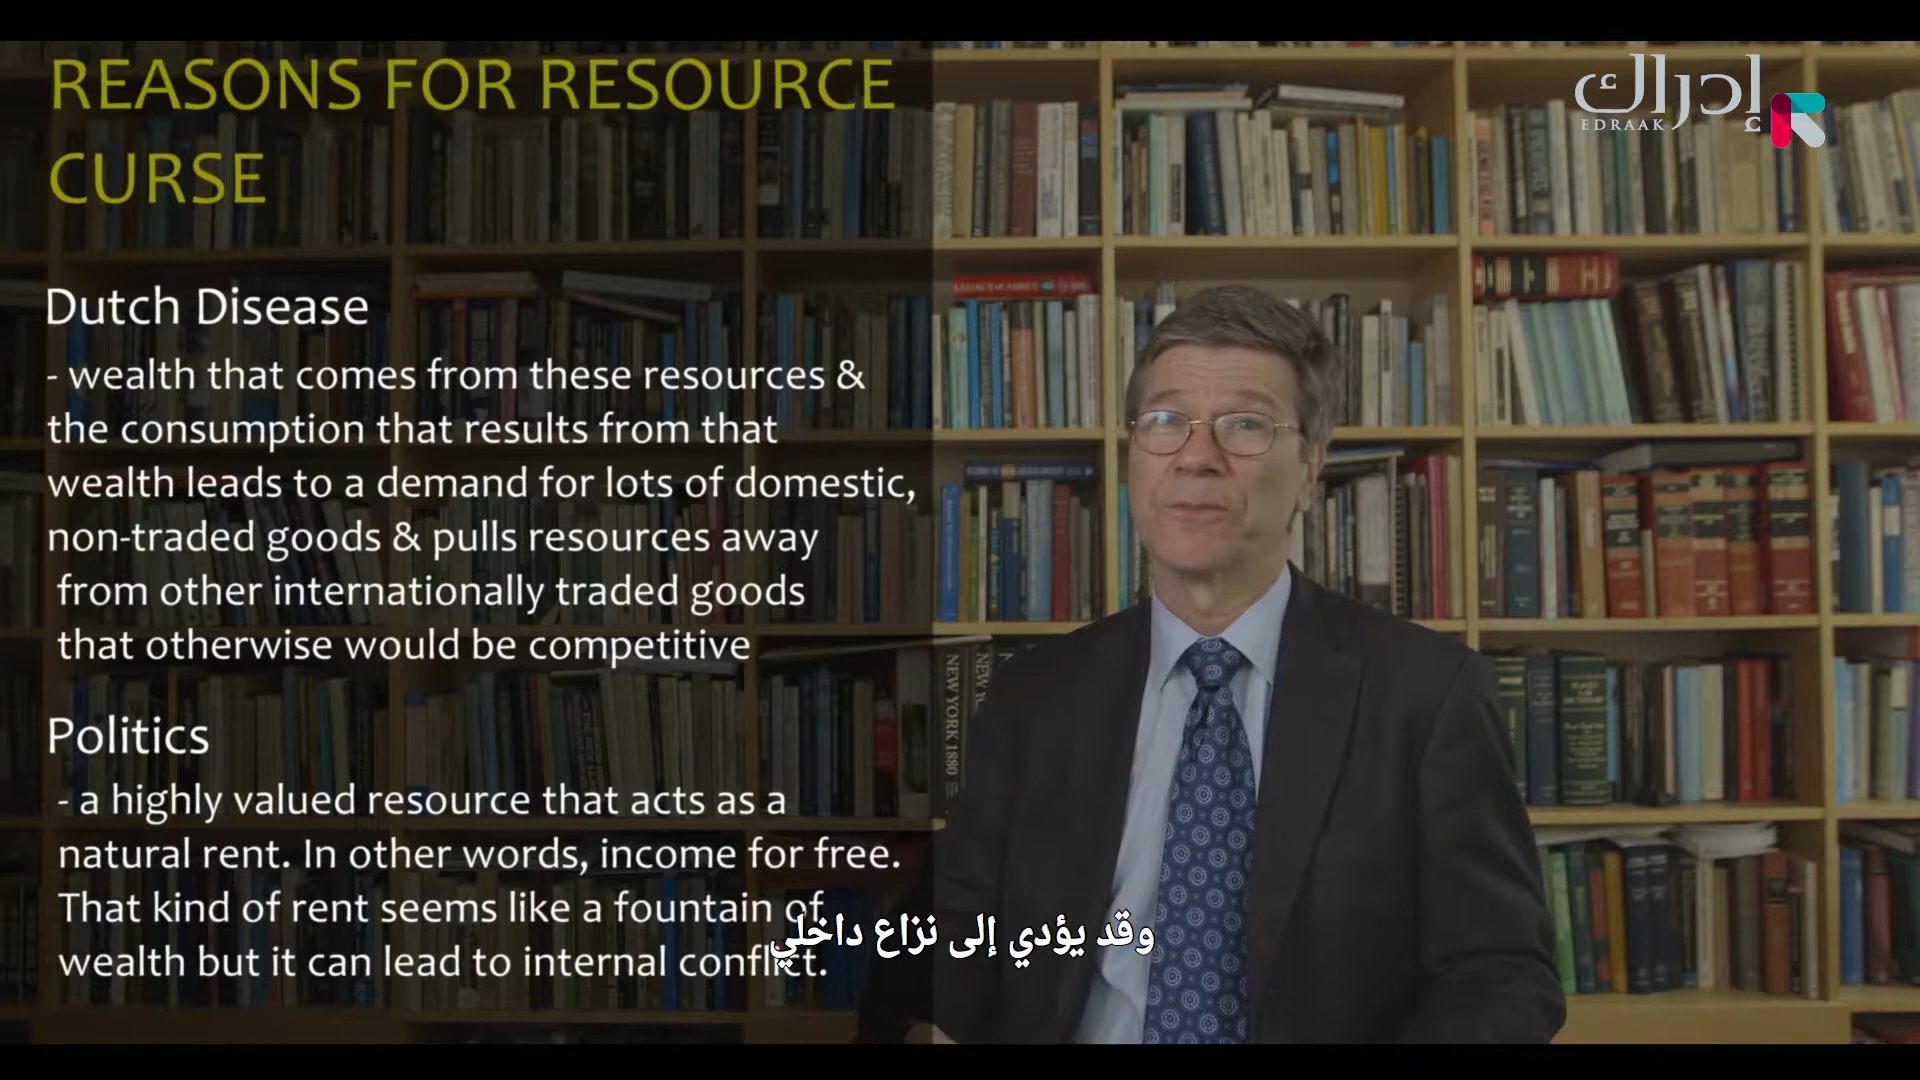 REASONS FOR RESOURCE
CURSE
Dutch Disease
- wealth that comes from these resources &
the consumption that results from that
wealth leads to a demand for lots of domestic,
non-traded goods & pulls resources away
from other internationally traded goods
that otherwise would be competitive
Politics
- a highly valued resource that acts as a
natural rent. In other words, income for free.
That kind of rent seems like a fountain of
wealth but it can lead to internal conflict.
وقد يؤدي إلى نزاع داخلي
إدراك
EDRAAK
NEW YORK 1880